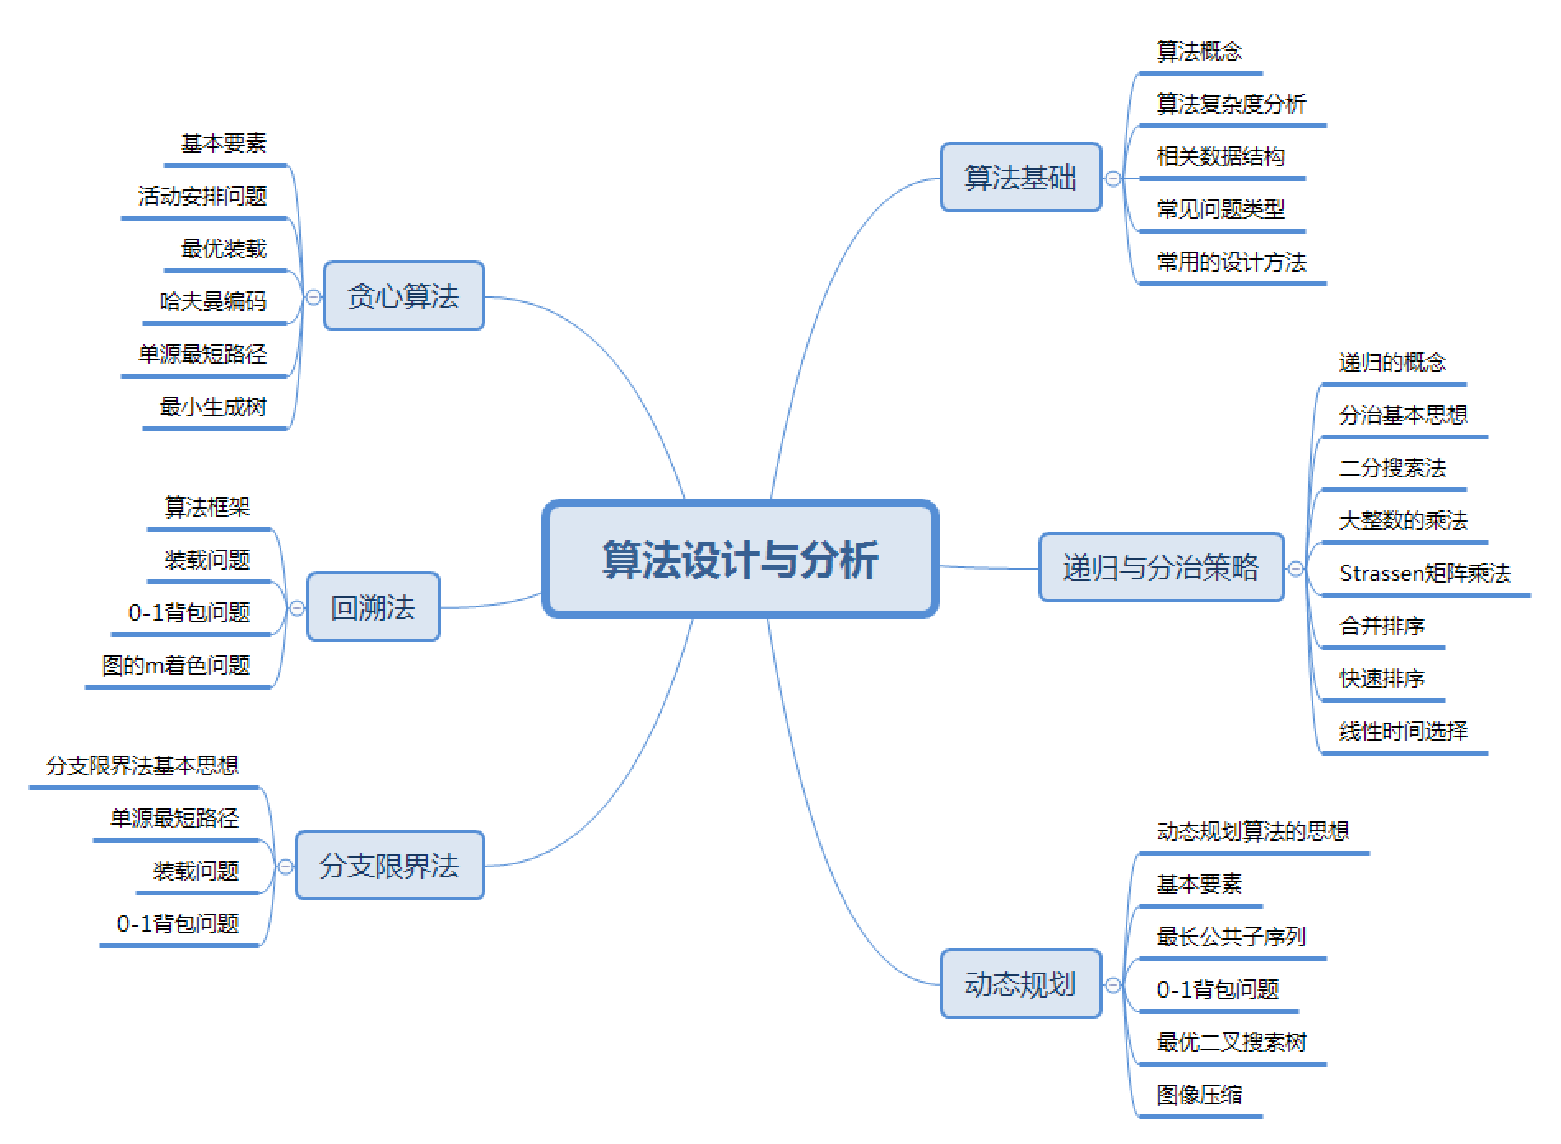 算法设计与分析
算法基础
算法概念
算法复杂度分析
相关数据结构
常见问题类型
常用的设计方法
递归与分治策略
递归的概念
分治基本思想
二分搜索法
大整数的乘法
Strassen矩阵乘法
合并排序
快速排序
线性时间选择
动态规划
动态规划算法的思想
基本要素
最长公共子序列
0-1背包问题
最优二叉搜索树
图像压缩
贪心算法
基本要素
活动安排问题
最优装载
哈夫曼编码
单源最短路径
最小生成树
回溯法
算法框架
装载问题
0-1背包问题
图的m着色问题
分支限界法
分支限界法基本思想
单源最短路径
装载问题
0-1背包问题